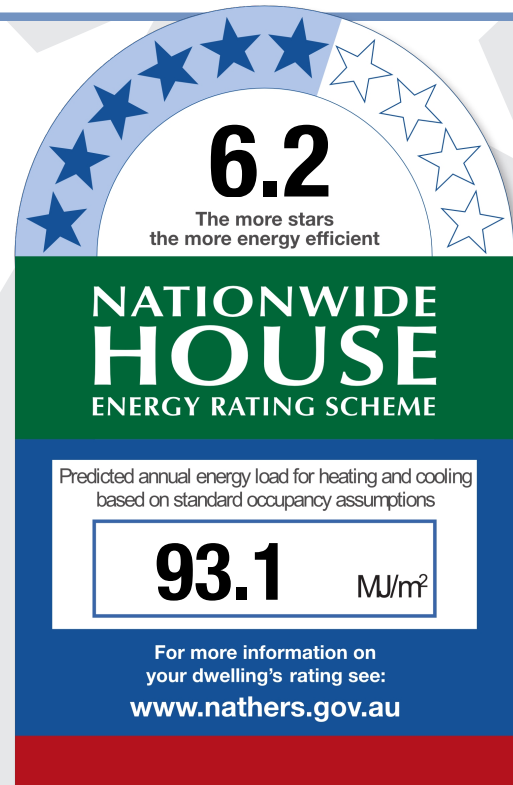 6.2
The more stars
the more energy efficient
NATIONWIDE
HOUSE
ENERGY RATING SCHEME
Predicted annual energy load for heating and cooling
based on standard occupancy assumptions
93.1 MJ/m²
For more information on
your dwelling's rating see:
www.nathers.gov.au